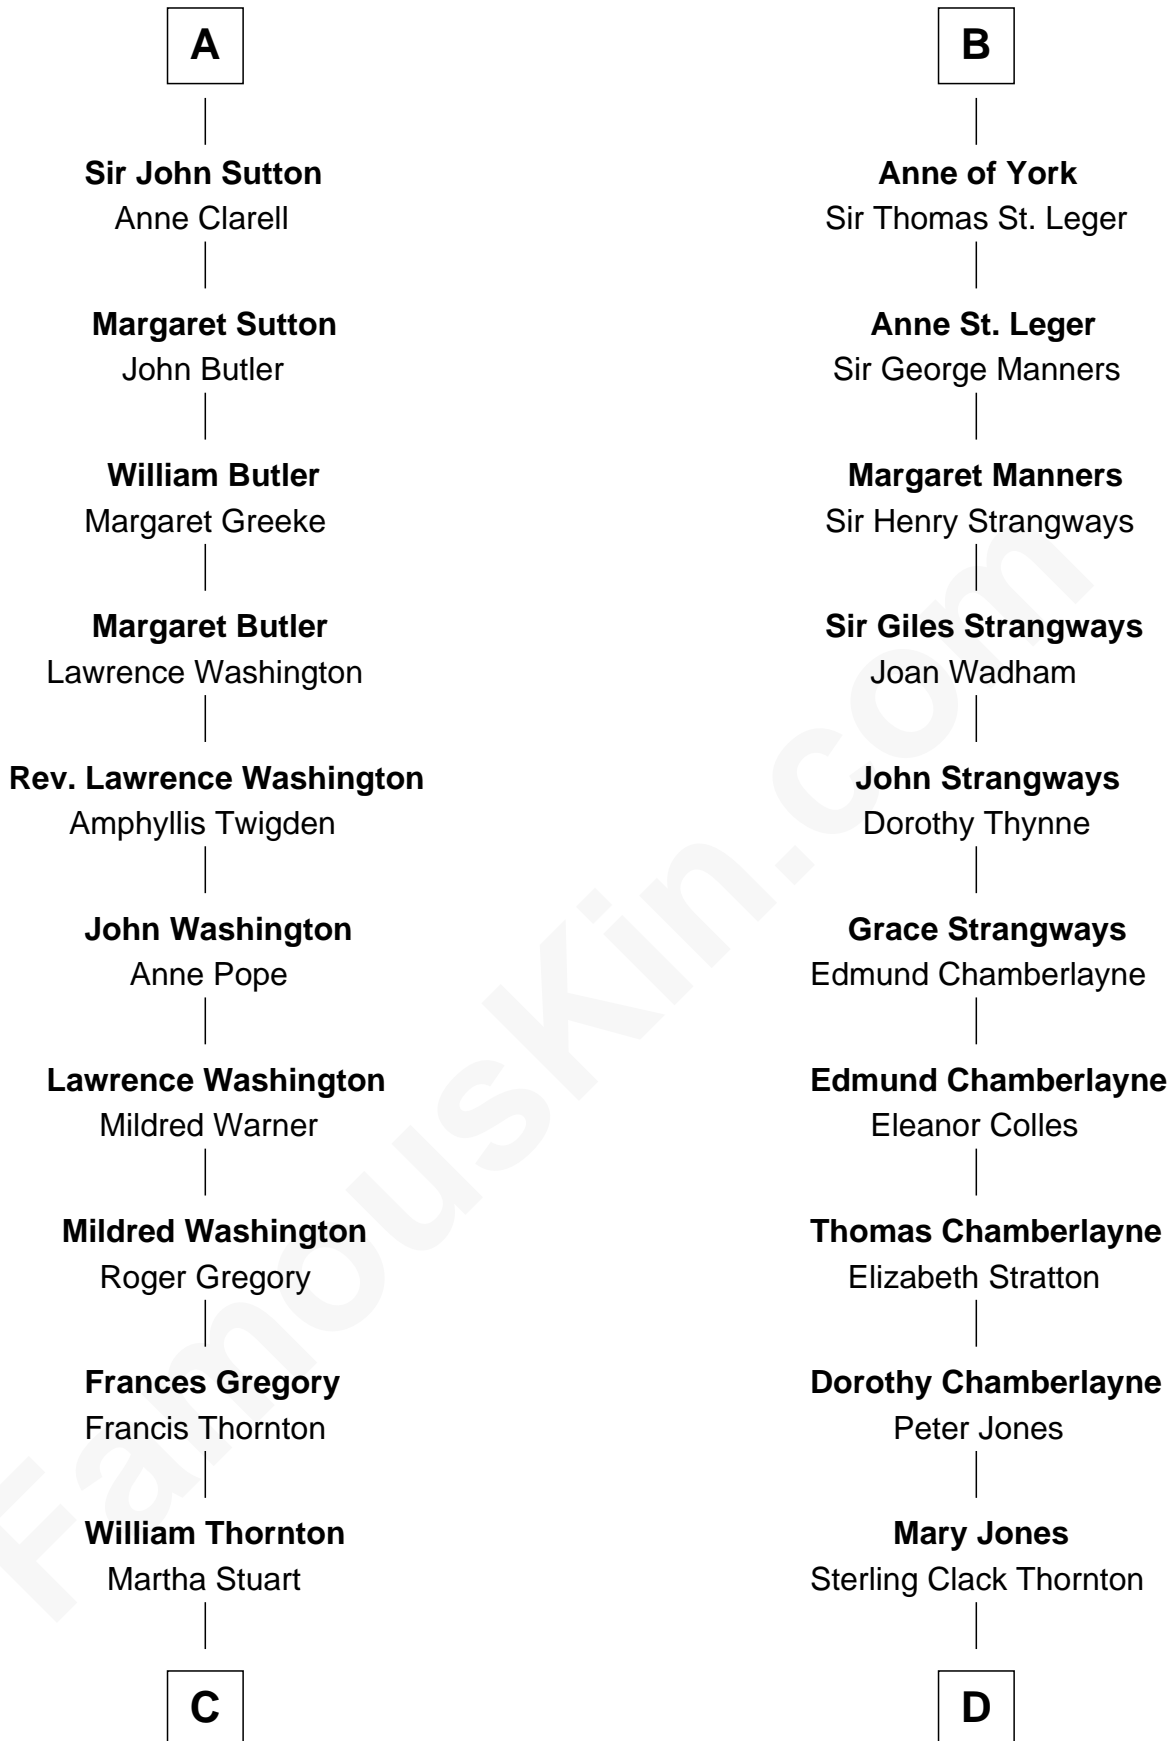 A
Sir John Sutton
Anne Clarell
Margaret Sutton
John Butler
William Butler
Margaret Greeke
Margaret Butler
Lawrence Washington
Rev. Lawrence Washington
Amphyllis Twigden
John Washington
Anne Pope
Lawrence Washington
Mildred Warner
Mildred Washington
Roger Gregory
Frances Gregory
Francis Thornton
William Thornton
Martha Stuart
C
B
Anne of York
Sir Thomas St. Leger
Anne St. Leger
Sir George Manners
Margaret Manners
Sir Henry Strangways
Sir Giles Strangways
Joan Wadham
John Strangways
Dorothy Thynne
Grace Strangways
Edmund Chamberlayne
Edmund Chamberlayne
Eleanor Colles
Thomas Chamberlayne
Elizabeth Stratton
Dorothy Chamberlayne
Peter Jones
Mary Jones
Sterling Clack Thornton
D
FamousKin.com